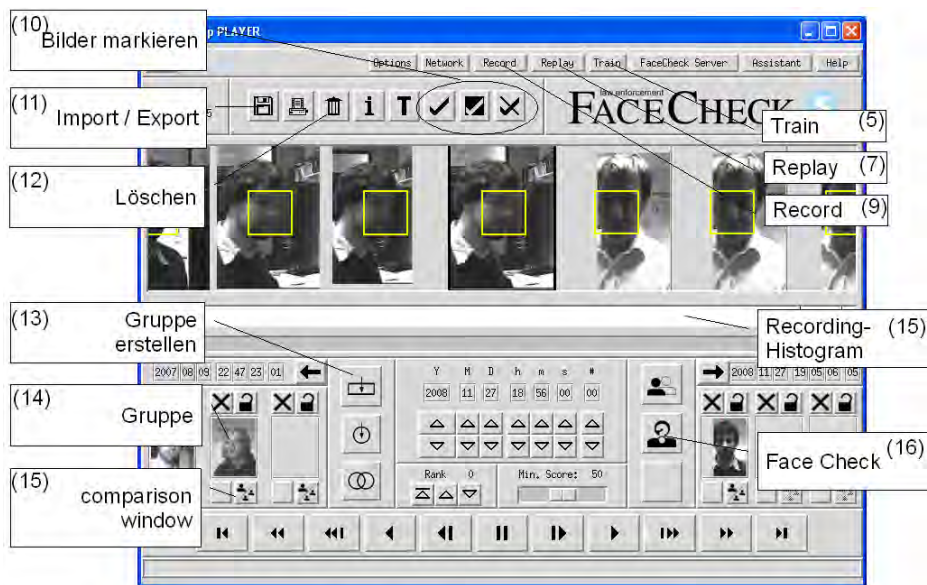 (10)
Bilder markieren
p PLAYER
Options Network Record Replay Train FaceCheck Server Assistant Help
(11)
Import / Export
5
i T
law enforcement
FACECHECK
Train (5)
(12)
Löschen
Replay (7)
Record (9)
(13)
Gruppe
erstellen
Recording- (15)
Histogram
2007 08 09 22 47 23 01
Y M D h m s #
2008 11 27 18 56 00 00
2008 11 27 19 05 06 05
(14)
Gruppe
(15)
comparison
window
Rank 0
Min. Score: 50
Face Check (16)